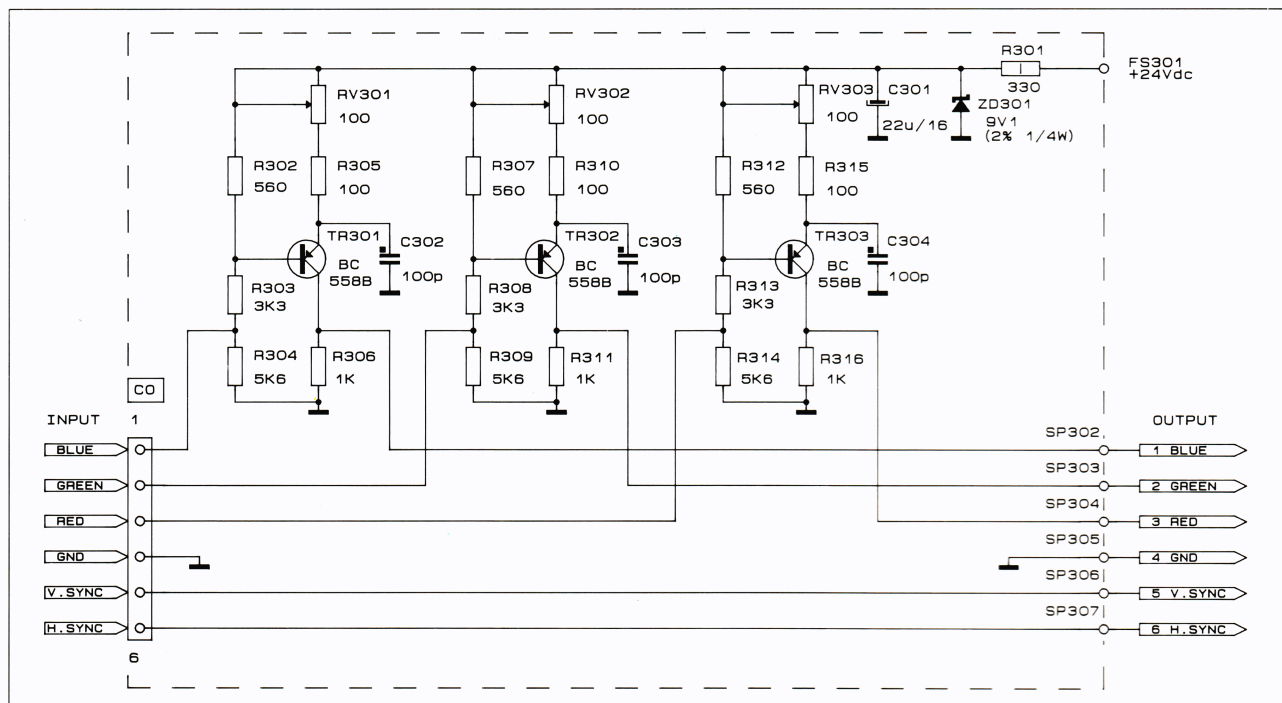 R301
330
FS301
+24Vdc
RV301
100
RV302
100
RV303
100
C301
22u/16
ZD301
9V1
(2% 1/4W)
R302
560
R305
100
R307
560
R310
100
R312
560
R315
100
TR301
BC
558B
C302
100p
TR302
BC
558B
C303
100p
TR303
BC
558B
C304
100p
R303
3K3
R308
3K3
R313
3K3
R304
5K6
R306
1K
R309
5K6
R311
1K
R314
5K6
R316
1K
CO
INPUT
1
BLUE
GREEN
RED
GND
V.SYNC
H.SYNC
6
OUTPUT
SP302
1 BLUE
SP303
2 GREEN
SP304
3 RED
SP305
4 GND
SP306
5 V.SYNC
SP307
6 H.SYNC